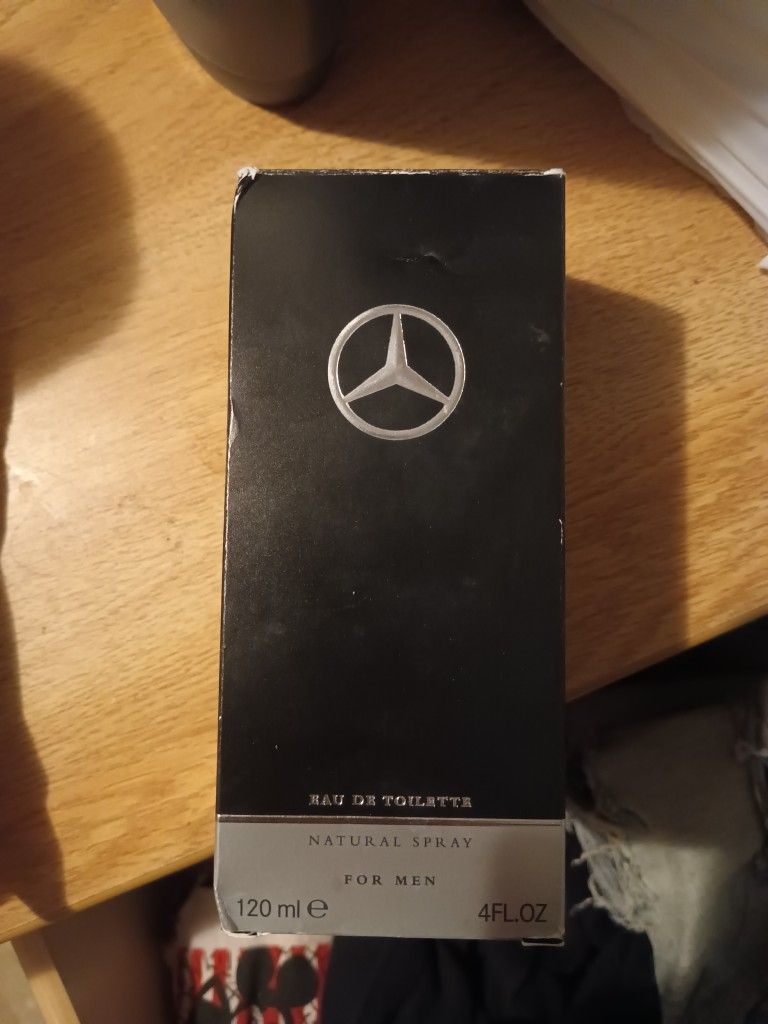 EAU DE TOILETTE
NATURAL SPRAY
FOR MEN
120 ml ℮ 4FL.OZ